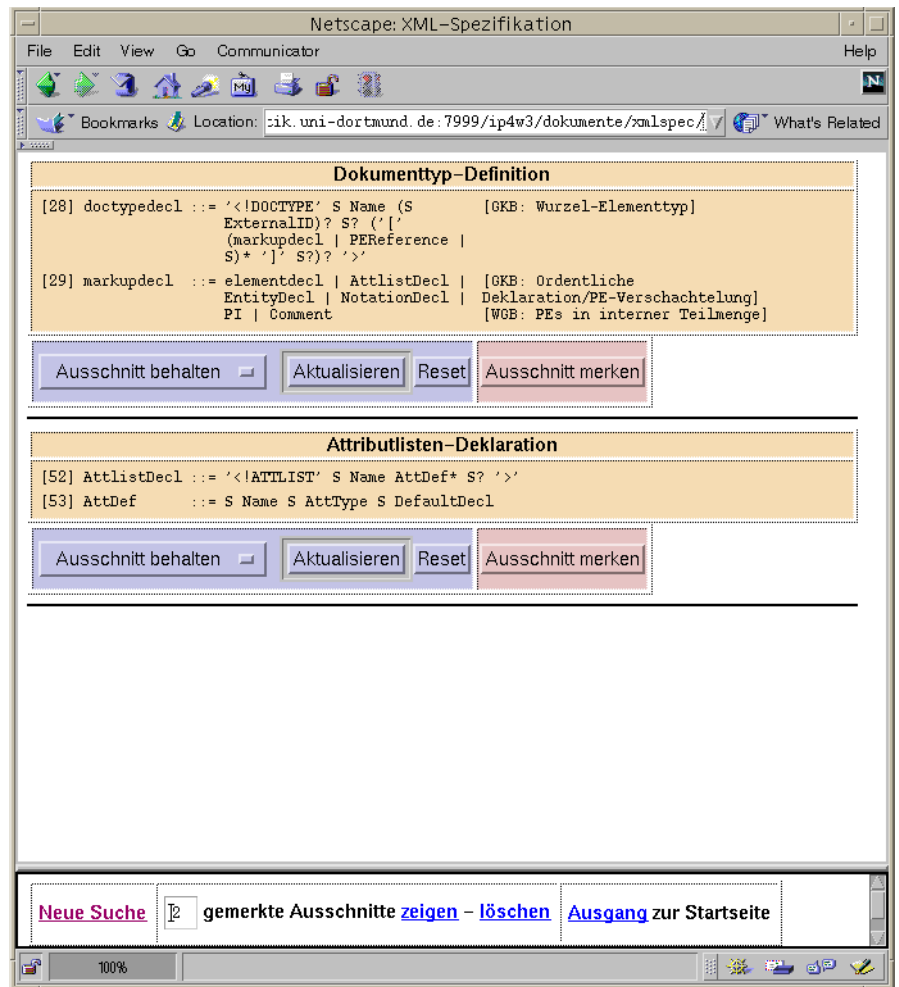 Netscape: XML-Spezifikation
File Edit View Go Communicator Help
My N
Bookmarks Location: zik.uni-dortmund.de:7999/ip4w3/dokumente/xmlspec/ What's Related
Dokumenttyp-Definition
[28] doctypedecl ::= '<!DOCTYPE' S Name (S [GKB: Wurzel-Elementtyp]
ExternalID)? S? ('['
(markupdecl | PEReference |
S)* ']' S?)? '>'
[29] markupdecl ::= elementdecl | AttlistDecl | [GKB: Ordentliche
EntityDecl | NotationDecl | Deklaration/PE-Verschachtelung]
PI | Comment [WGB: PEs in interner Teilmenge]
Ausschnitt behalten Aktualisieren Reset Ausschnitt merken
Attributlisten-Deklaration
[52] AttlistDecl ::= '<!ATTLIST' S Name AttDef* S? '>'
[53] AttDef ::= S Name S AttType S DefaultDecl
Ausschnitt behalten Aktualisieren Reset Ausschnitt merken
Neue Suche 2 gemerkte Ausschnitte zeigen - löschen Ausgang zur Startseite
100%